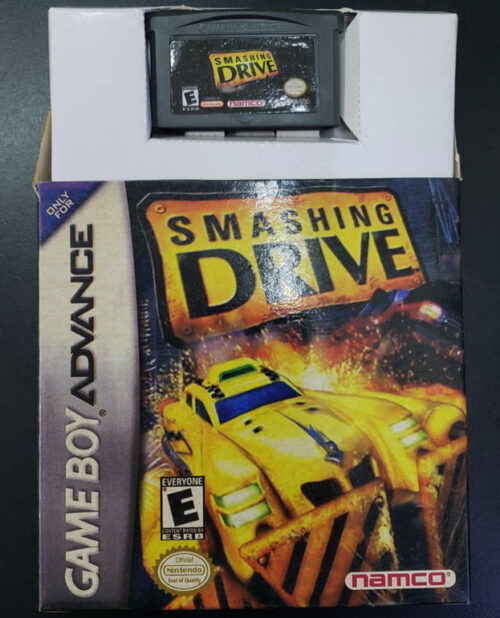 SMASHING
DRIVE
E
ESRB
Nintendo
namco
ONLY
FOR
GAME BOY ADVANCE
SMASHING
DRIVE
EVERYONE
E
CONTENT RATED BY
ESRB
Official
Nintendo
Seal of Quality
namco